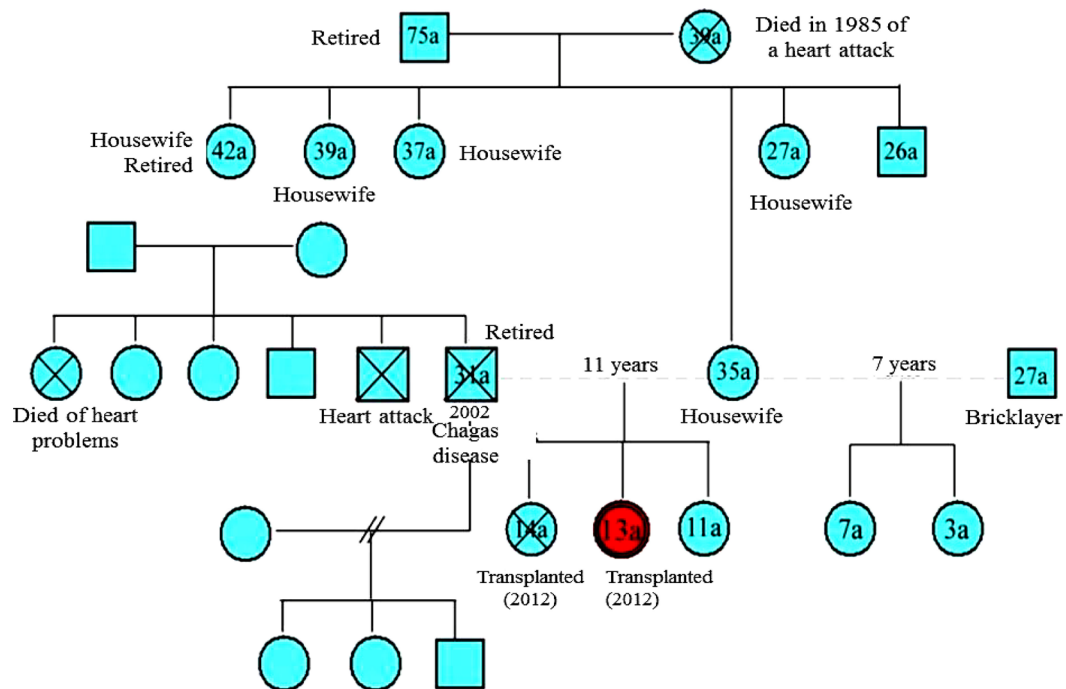 Retired
75a
39a
Died in 1985 of
a heart attack
Housewife
Retired
42a
39a
Housewife
37a
Housewife
27a
Housewife
26a
Retired
34a
2002
Chagas
disease
Died of heart
problems
Heart attack
11 years
35a
Housewife
7 years
27a
Bricklayer
14a
13a
11a
7a
3a
Transplanted
(2012)
Transplanted
(2012)